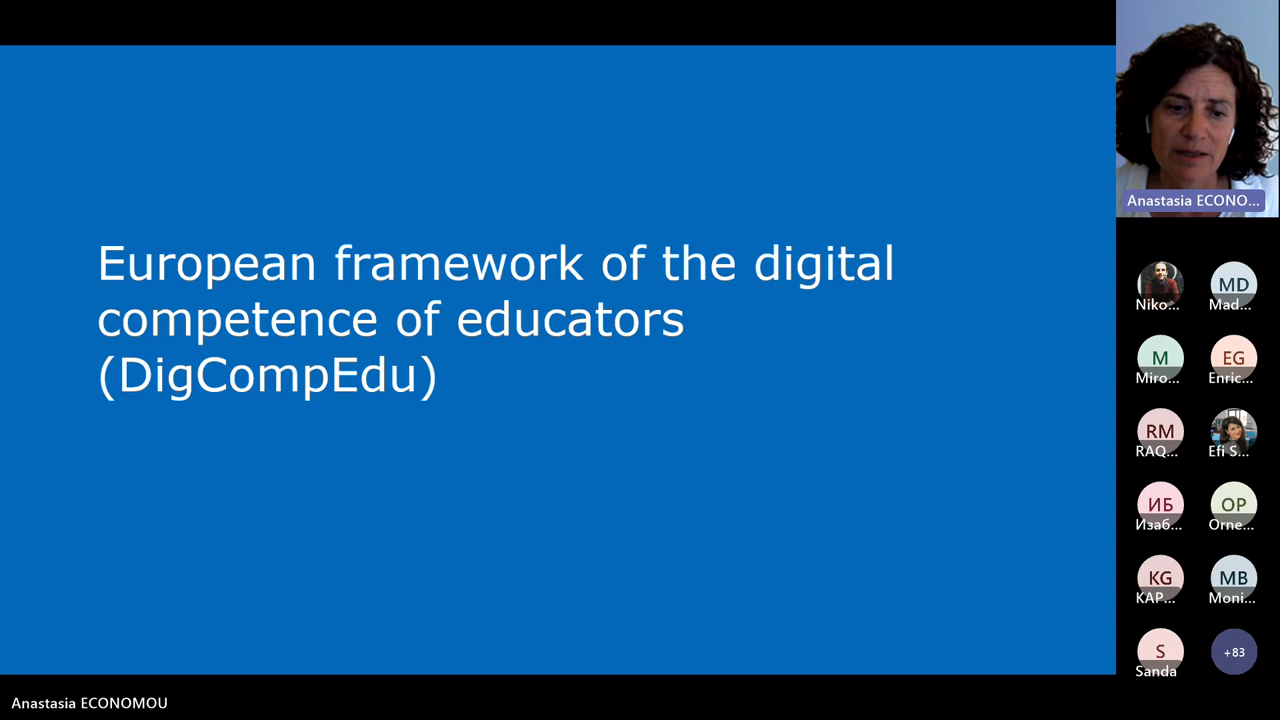 European framework of the digital
competence of educators
(DigCompEdu)
Anastasia ECONO...
Niko...
MD
Mad...
M
Miro...
EG
Enric...
RM
RAQ...
Efi S...
ИБ
Изаб...
OP
Orne...
KG
KAP...
MB
Moni...
S
Sanda
+83
Anastasia ECONOMOU